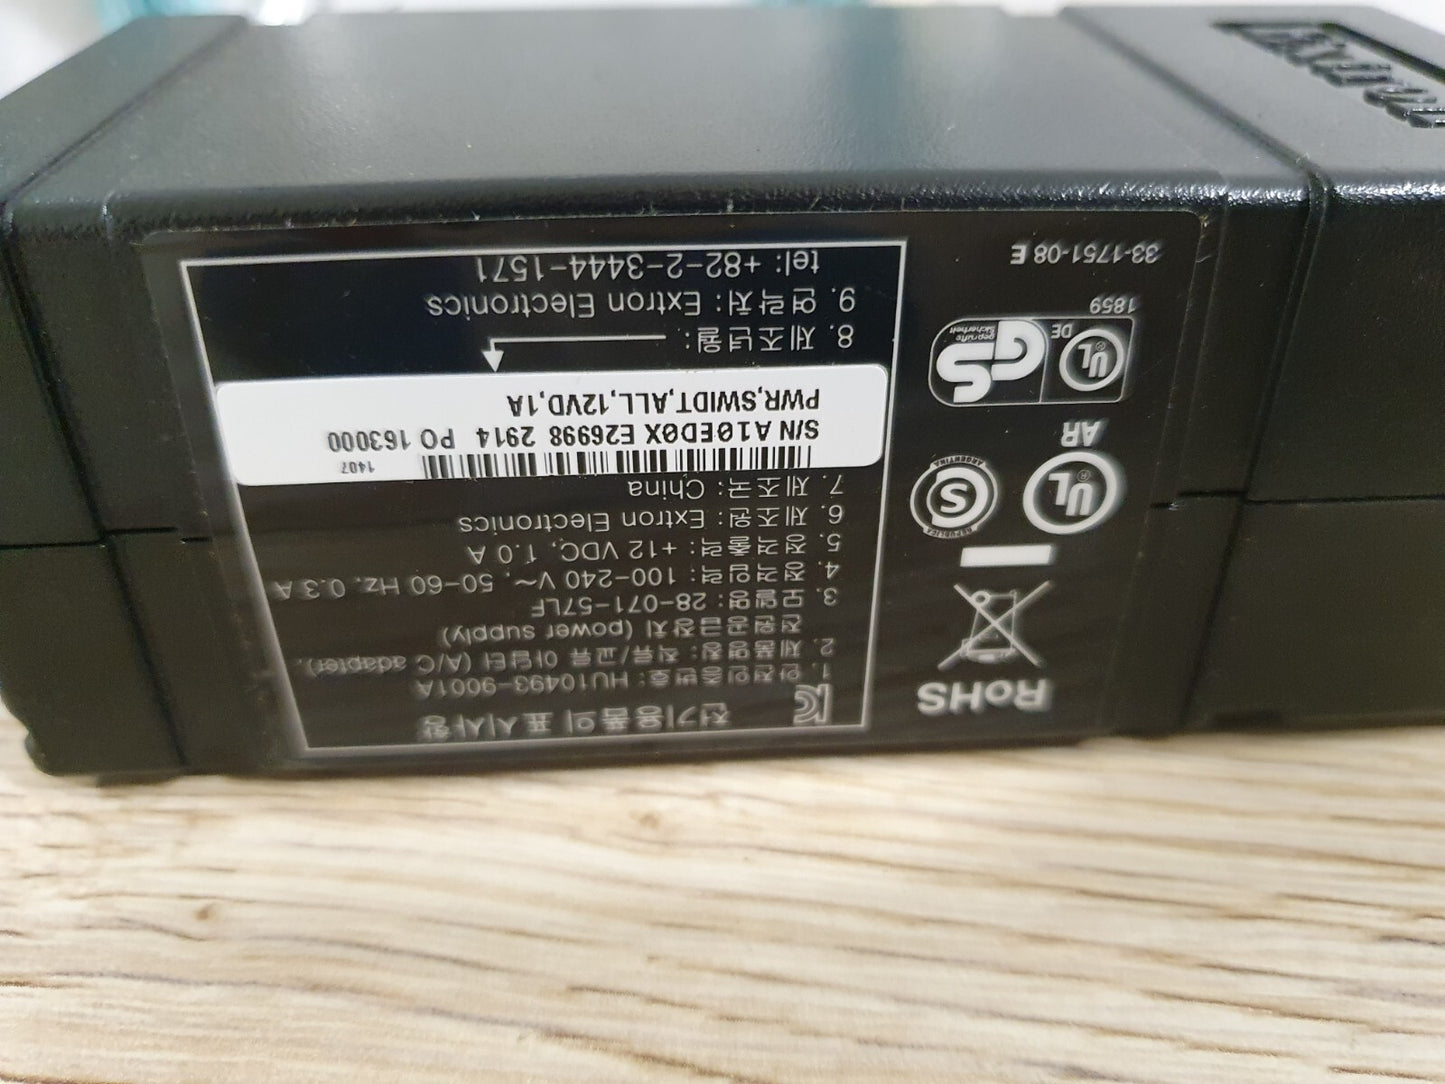 전기용품의 표시사항
1. 안전인증번호: HU10493-9001A
2. 제품명칭: 직류/교류 아답터 (A/C adapter),
전원공급장치 (power supply)
3. 모델명: 28-071-57LF
4. 정격입력: 100-240 V~, 50-60 Hz, 0.3 A
5. 정격출력: +12 VDC, 1.0 A
6. 제조원: Extron Electronics
7. 제조국: China
1407
S/N A10ED0X E26998 2914 PO 163000
PWR,SWIDT,ALL,12VD,1A
8. 제조년월:
9. 연락처: Extron Electronics
tel: +82-2-3444-1571
RoHS
UL
®
S
REPUBLICA
ARGENTINA
AR
UL
®
DE
GS
geprüfte
Sicherheit
1859
33-1751-08 E
Extron